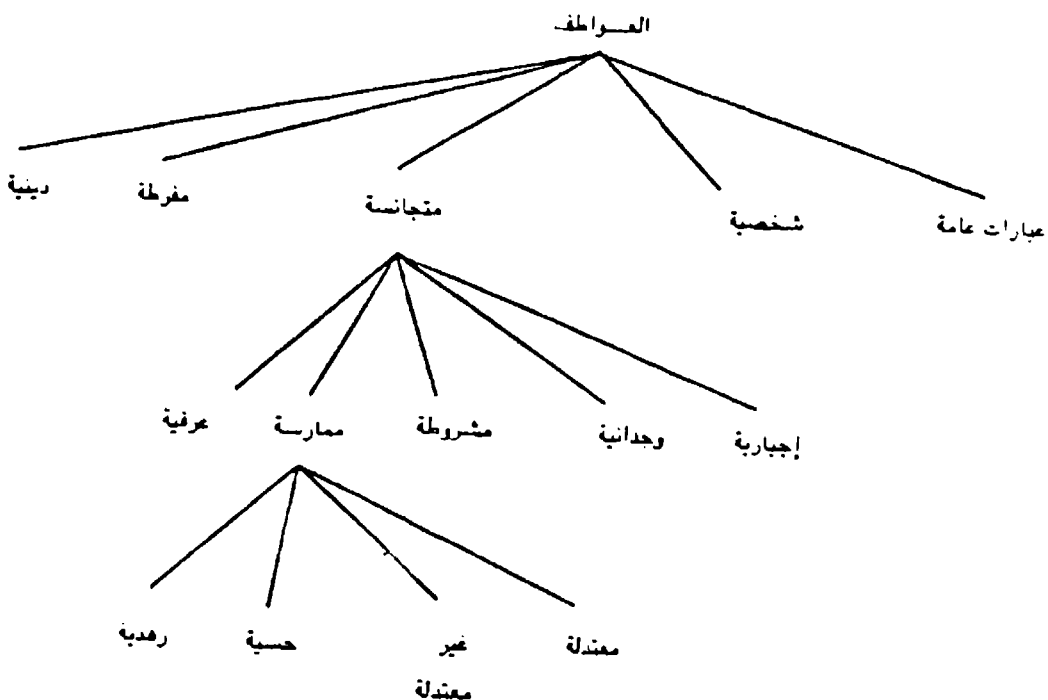 العواطف
عبارات عامة
شخصية
متجانسة
مفرطة
دينية
إجبارية
وجدانية
مشروطة
ممارسة
عرفية
معتدلة
غير
معتدلة
حسية
زهدية